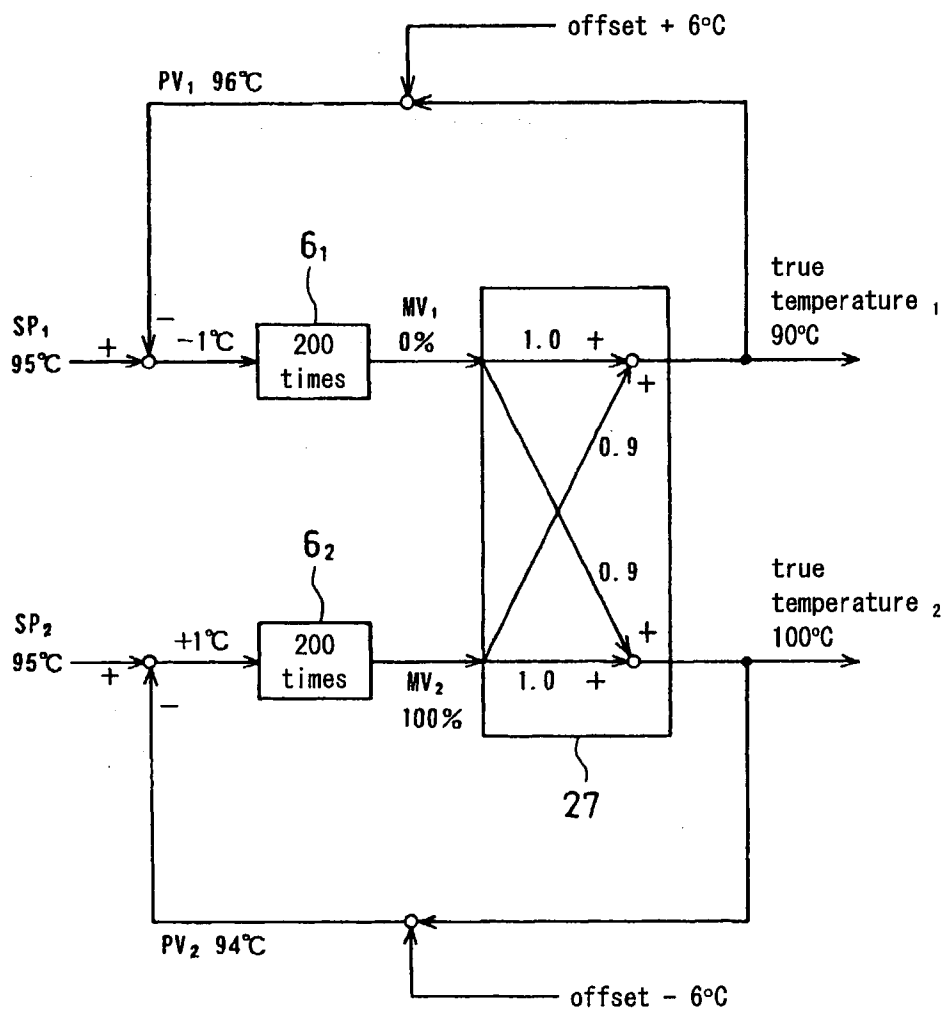 offset + 6°C
PV₁ 96℃
6₁
true
temperature ₁
90℃
SP₁
95℃
+
−
−1℃
200
times
MV₁
0%
1.0 +
+
0.9
6₂
0.9
true
temperature ₂
100℃
SP₂
95℃
+
−
+1℃
200
times
MV₂
100%
1.0 +
+
27
PV₂ 94℃
offset − 6°C